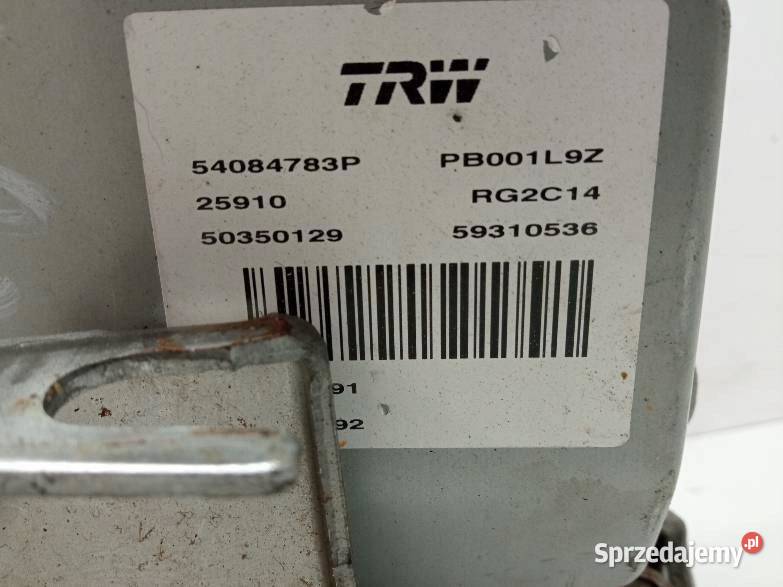 TRW
54084783P PB001L9Z
25910 RG2C14
50350129 59310536
91
92
Sprzedajemy.pl